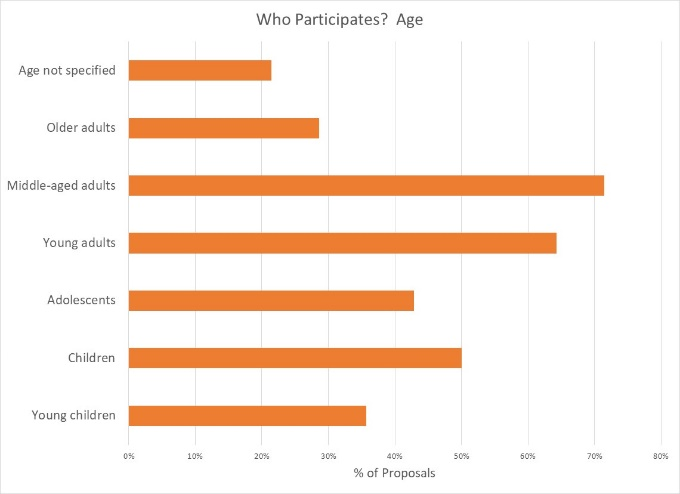 Who Participates?  Age
Age not specified
Older adults
Middle-aged adults
Young adults
Adolescents
Children
Young children
0% 10% 20% 30% 40% 50% 60% 70% 80%
% of Proposals